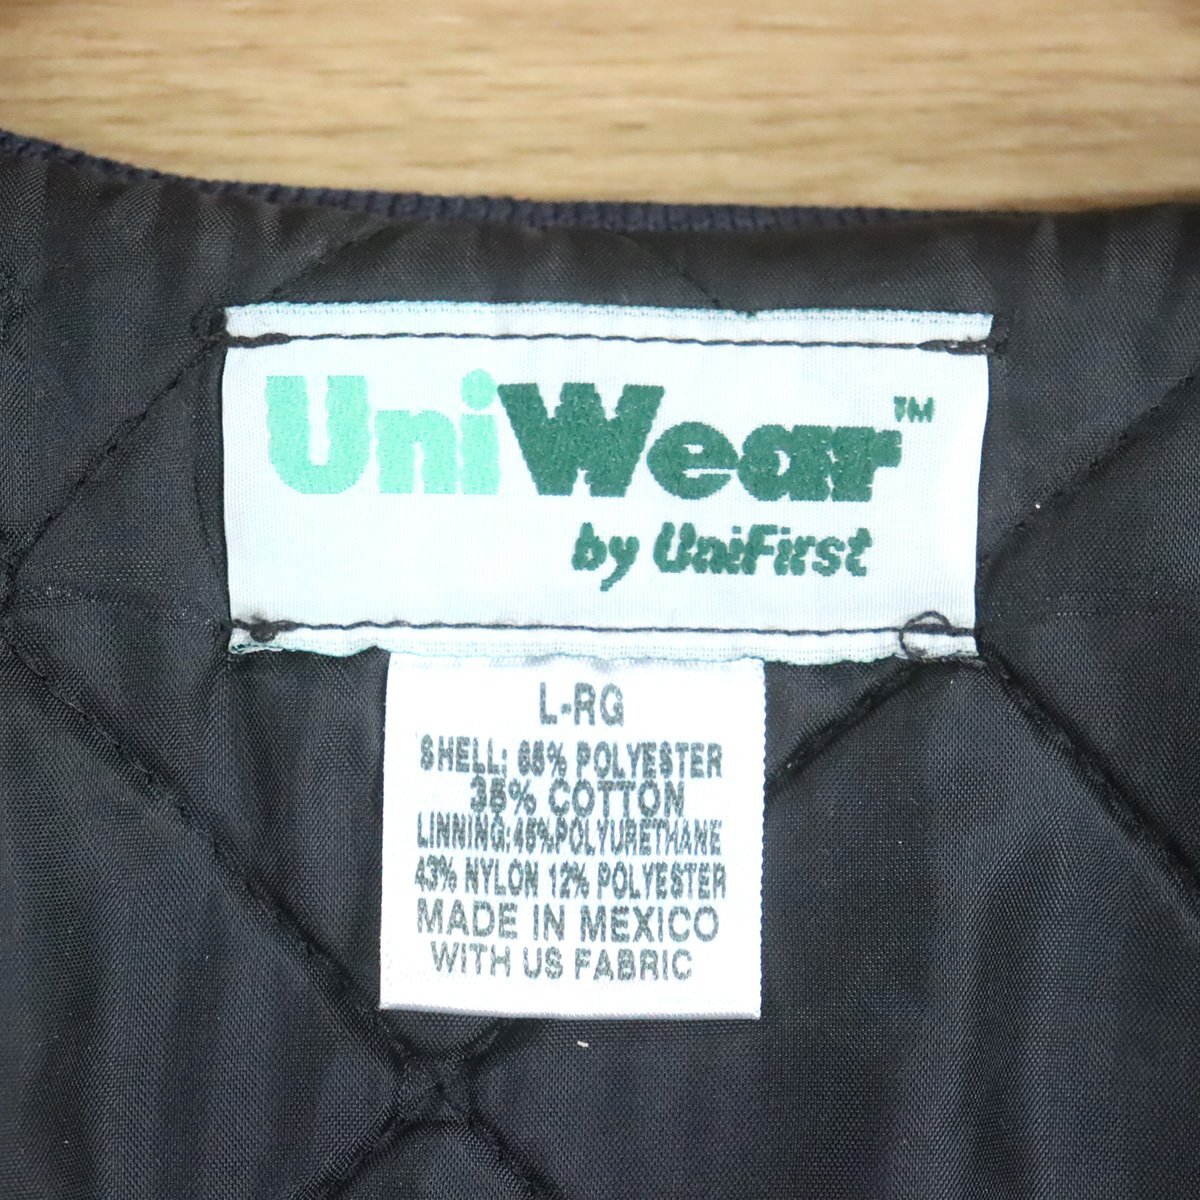 UniWear™
by UniFirst
L-RG
SHELL: 65% POLYESTER
35% COTTON
LINNING:45%POLYURETHANE
43% NYLON 12% POLYESTER
MADE IN MEXICO
WITH US FABRIC